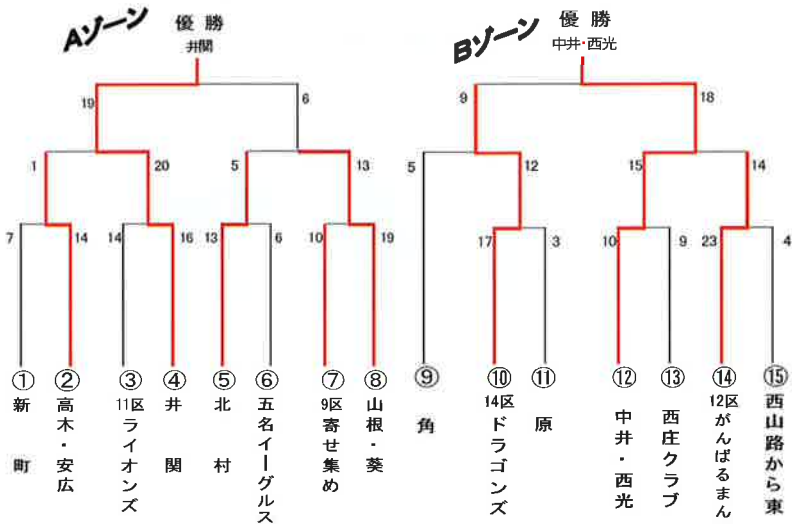 Aゾーン
優勝
井関
Bゾーン
優勝
中井・西光
19
6
9
18
1
20
5
13
5
12
15
14
7
14
14
16
13
6
10
19
17
3
10
9
23
4
①
新町
②
高木・安広
③
11区ライオンズ
④
井関
⑤
北村
⑥
五名イーグルス
⑦
9区寄せ集め
⑧
山根・葵
⑨
角
⑩
14区ドラゴンズ
⑪
原
⑫
中井・西光
⑬
西庄クラブ
⑭
12区がんばるまん
⑮
西山路から東